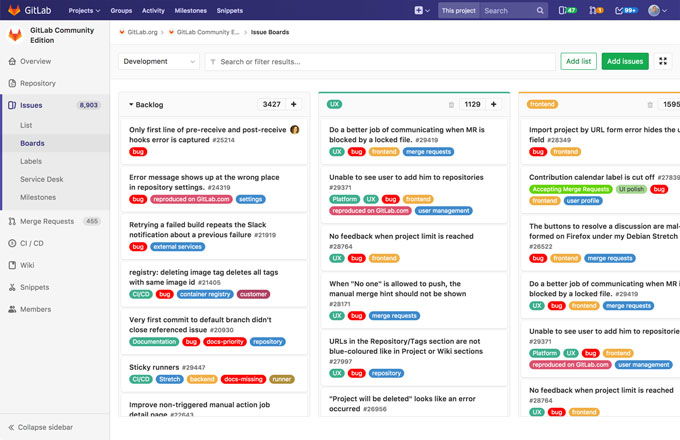 GitLab
Projects
Groups
Activity
Milestones
Snippets
This project
Search
47
1
99+
GitLab Community
Edition
Overview
Repository
Issues
8,903
List
Boards
Labels
Service Desk
Milestones
Merge Requests
455
CI / CD
Wiki
Snippets
Members
Collapse sidebar
GitLab.org
GitLab Community E...
Issue Boards
Development
Search or filter results...
Add list
Add issues
Backlog
3427
Only first line of pre-receive and post-receive
hooks error is captured #25214
bug
Error message shows up at the wrong place
in repository settings. #24319
bug reproduced on GitLab.com settings
Retrying a failed build repeats the Slack
notification about a previous failure #21919
bug external services
registry: deleting image tag deletes all tags
with same image id #21405
CI/CD bug container registry customer
Very first commit to default branch didn't
close referenced issue #20930
Documentation bug docs-priority repository
Sticky runners #29447
CI/CD Stretch backend docs-missing runner
Improve non-triggered manual action job
detail page #22643
UX
1129
Do a better job of communicating when MR is
blocked by a locked file. #29419
UX bug frontend merge requests
Unable to see user to add him to repositories
#29371
Platform UX bug frontend
reproduced on GitLab.com user management
No feedback when project limit is reached
#28764
UX bug frontend
When "No one" is allowed to push, the
manual merge hint should not be shown
#28171
UX bug merge requests
URLs in the Repository/Tags section are not
blue-coloured like in Project or Wiki sections
#27997
UX bug repository
"Project will be deleted" looks like an error
occurred #26956
frontend
1595
Import project by URL form error hides the u
field #28349
bug frontend
Contribution calendar label is cut off #27839
Accepting Merge Requests UI polish bug
frontend user profile
The buttons to resolve a discussion are mal-
formed on Firefox under my Debian Stretch
#26522
bug frontend merge requests
Do a better job of communicating when MR i
blocked by a locked file. #29419
UX bug frontend merge requests
Unable to see user to add him to repositorie
#29371
Platform UX bug frontend
reproduced on GitLab.com user management
No feedback when project limit is reached
#28764
UX bug frontend